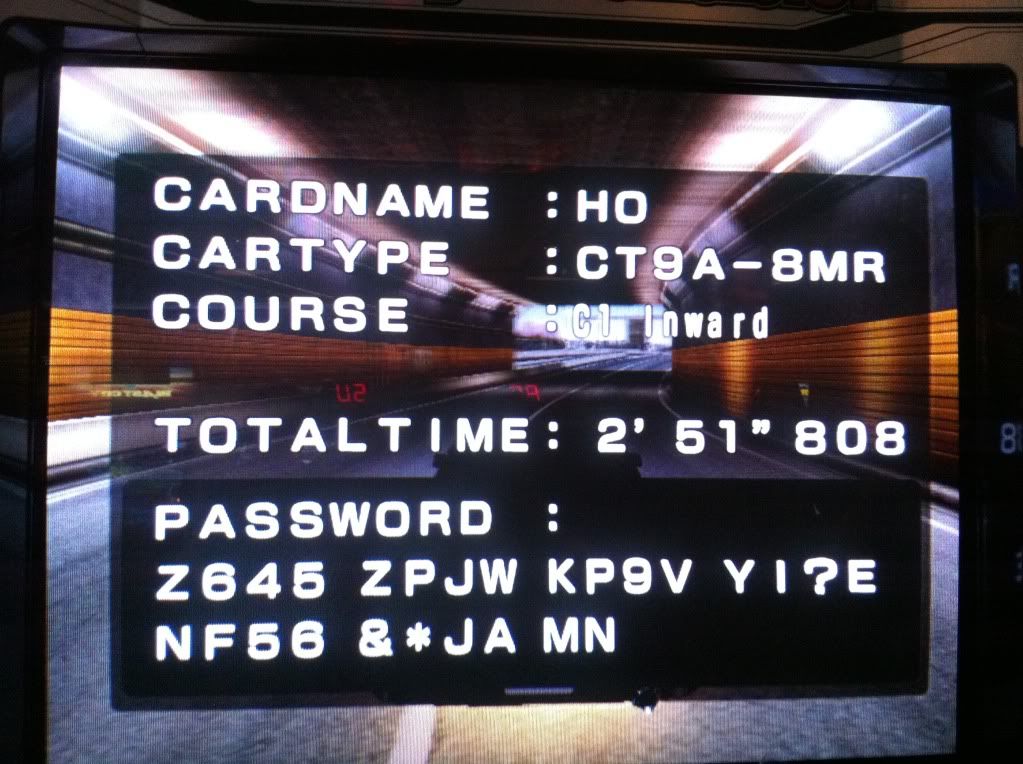 CARDNAME : HO
CARTYPE : CT9A-8MR
COURSE : C1 Inward
TOTALTIME: 2' 51" 808
PASSWORD :
Z645 ZPJW KP9V YI?E
NF56 &*JA MN